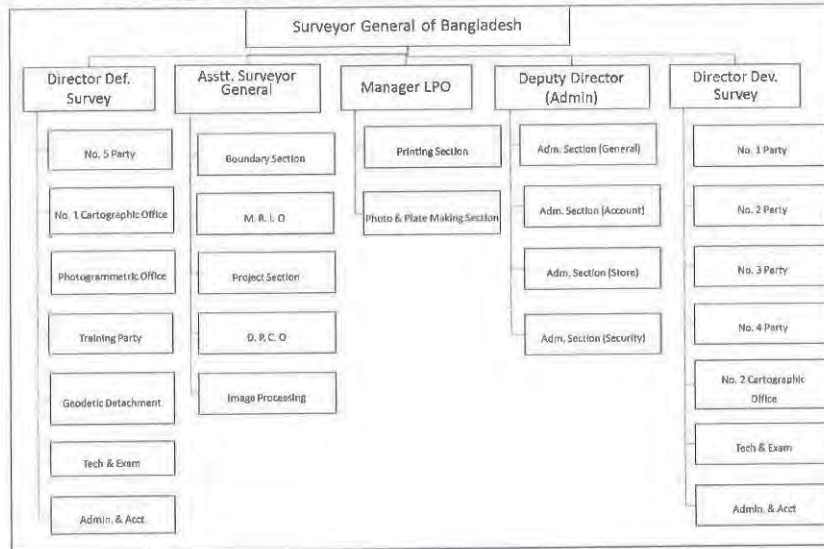 Surveyor General of Bangladesh
Director Def.
Survey
No. 5 Party
No. 1 Cartographic Office
Photogrammetric Office
Training Party
Geodetic Detachment
Tech & Exam
Admin. & Acct
Asstt. Surveyor
General
Boundary Section
M. R. I. O
Project Section
D. P. C. O
Image Processing
Manager LPO
Printing Section
Photo & Plate Making Section
Deputy Director
(Admin)
Adm. Section (General)
Adm. Section (Account)
Adm. Section (Store)
Adm. Section (Security)
Director Dev.
Survey
No. 1 Party
No. 2 Party
No. 3 Party
No. 4 Party
No. 2 Cartographic
Office
Tech & Exam
Admin. & Acct